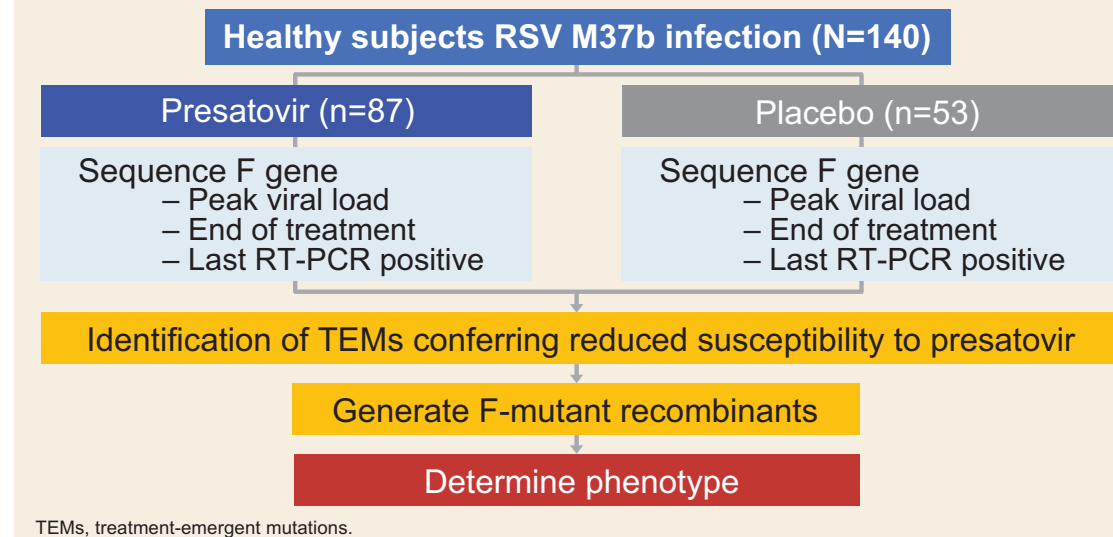 Healthy subjects RSV M37b infection (N=140)
Presatovir (n=87)
Sequence F gene
– Peak viral load
– End of treatment
– Last RT-PCR positive
Placebo (n=53)
Sequence F gene
– Peak viral load
– End of treatment
– Last RT-PCR positive
Identification of TEMs conferring reduced susceptibility to presatovir
Generate F-mutant recombinants
Determine phenotype
TEMs, treatment-emergent mutations.